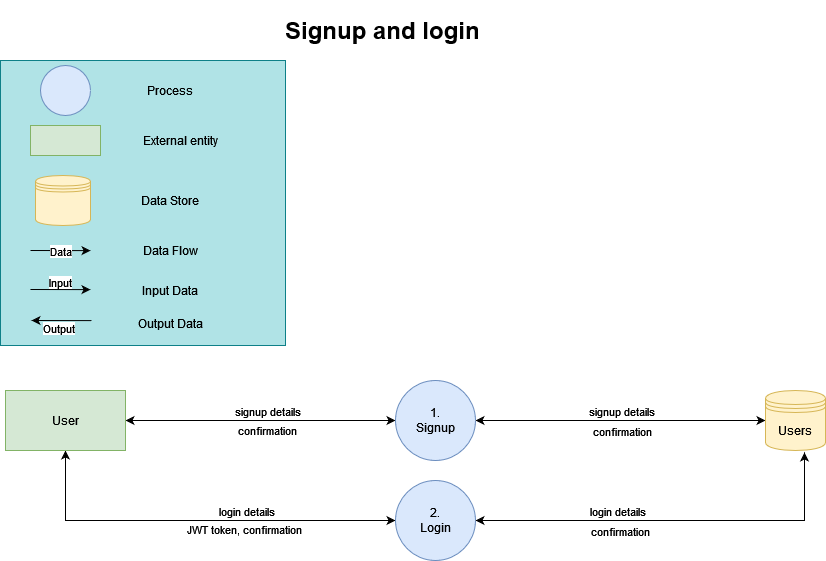 Signup and login
Process
External entity
Data Store
Data
Data Flow
Input
Input Data
Output
Output Data
User
signup details
confirmation
1.
Signup
signup details
confirmation
Users
login details
JWT token, confirmation
2.
Login
login details
confirmation